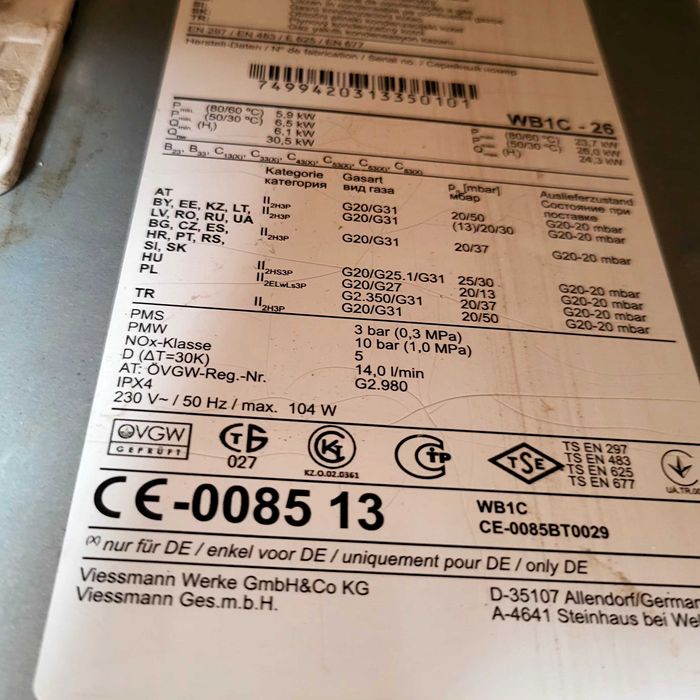 BL:
SK:
TR:
EN 297 / EN 483 / E 625 / EN 677
Herstell-Daten / N° de fabrication / Serial no. / Серийный номер
7499420313350101
WB1C - 26
Pmin. (80/60 °C) 5,9 kW
Pmin. (50/30 °C) 6,5 kW
Qmin. (Hi) 6,1 kW
Qnw 30,5 kW
(80/60 °C) 23,7 kW
(50/30 °C)
(Hi) 24,3 kW
B23, B33, C13(X), C33(X), C43(X), C53(X), C63(X), C83(X)
Kategorie Gasart pn [mbar] Auslieferzustand
категория вид газа мбар Состояние при
поставке
AT II2H3P G20/G31 20/50 G20-20 mbar
BY, EE, KZ, LT, II2H3P G20/G31 (13)/20/30 G20-20 mbar
LV, RO, RU, UA
BG, CZ, ES, II2H3P G20/G31 20/37 G20-20 mbar
HR, PT, RS,
SI, SK
HU II2HS3P G20/G25.1/G31 25/30 G20-20 mbar
PL II2ELwLs3P G20/G27 20/13 G20-20 mbar
G2.350/G31 20/37 G20-20 mbar
TR II2H3P G20/G31 20/50 G20-20 mbar
PMS 3 bar (0,3 MPa)
PMW 10 bar (1,0 MPa)
NOx-Klasse 5
D (ΔT=30K) 14,0 l/min
AT: ÖVGW-Reg.-Nr. G2.980
IPX4
230 V~ / 50 Hz / max. 104 W
ÖVGW
GEPRÜFT
027
KZ.O.02.0361
TSE
TS EN 297
TS EN 483
TS EN 625
TS EN 677
CE-0085 13
WB1C
CE-0085BT0029
(X) nur für DE / enkel voor DE / uniquement pour DE / only DE
Viessmann Werke GmbH&Co KG
Viessmann Ges.m.b.H.
D-35107 Allendorf/German
A-4641 Steinhaus bei Wel